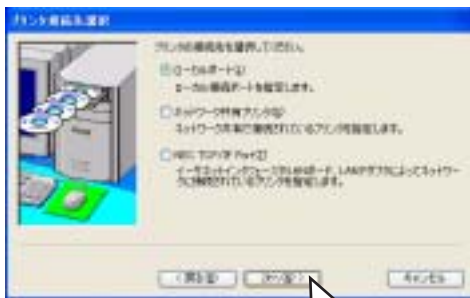 プリンタ接続先選択
プリンタの接続先を選択してください。
ローカルポート(L)
ローカル接続ポートを指定します。
ネットワーク共有プリンタ(S)
ネットワーク共有で接続されているプリンタを指定します。
NEC TCP/IP Port(I)
イーサネットインタフェースのLANボード、LANアダプタによってネットワー
クに接続されているプリンタを指定します。
< 戻る(B)
次へ(N) >
キャンセル